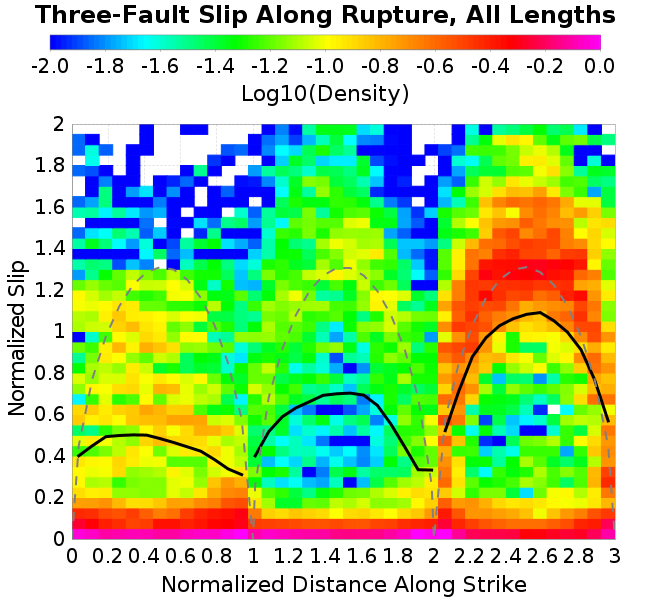 Three-Fault Slip Along Rupture, All Lengths
-2.0 -1.8 -1.6 -1.4 -1.2 -1.0 -0.8 -0.6 -0.4 -0.2 0.0
Log10(Density)
Normalized Slip
2
1.8
1.6
1.4
1.2
1
0.8
0.6
0.4
0.2
0
0 0.2 0.4 0.6 0.8 1 1.2 1.4 1.6 1.8 2 2.2 2.4 2.6 2.8 3
Normalized Distance Along Strike